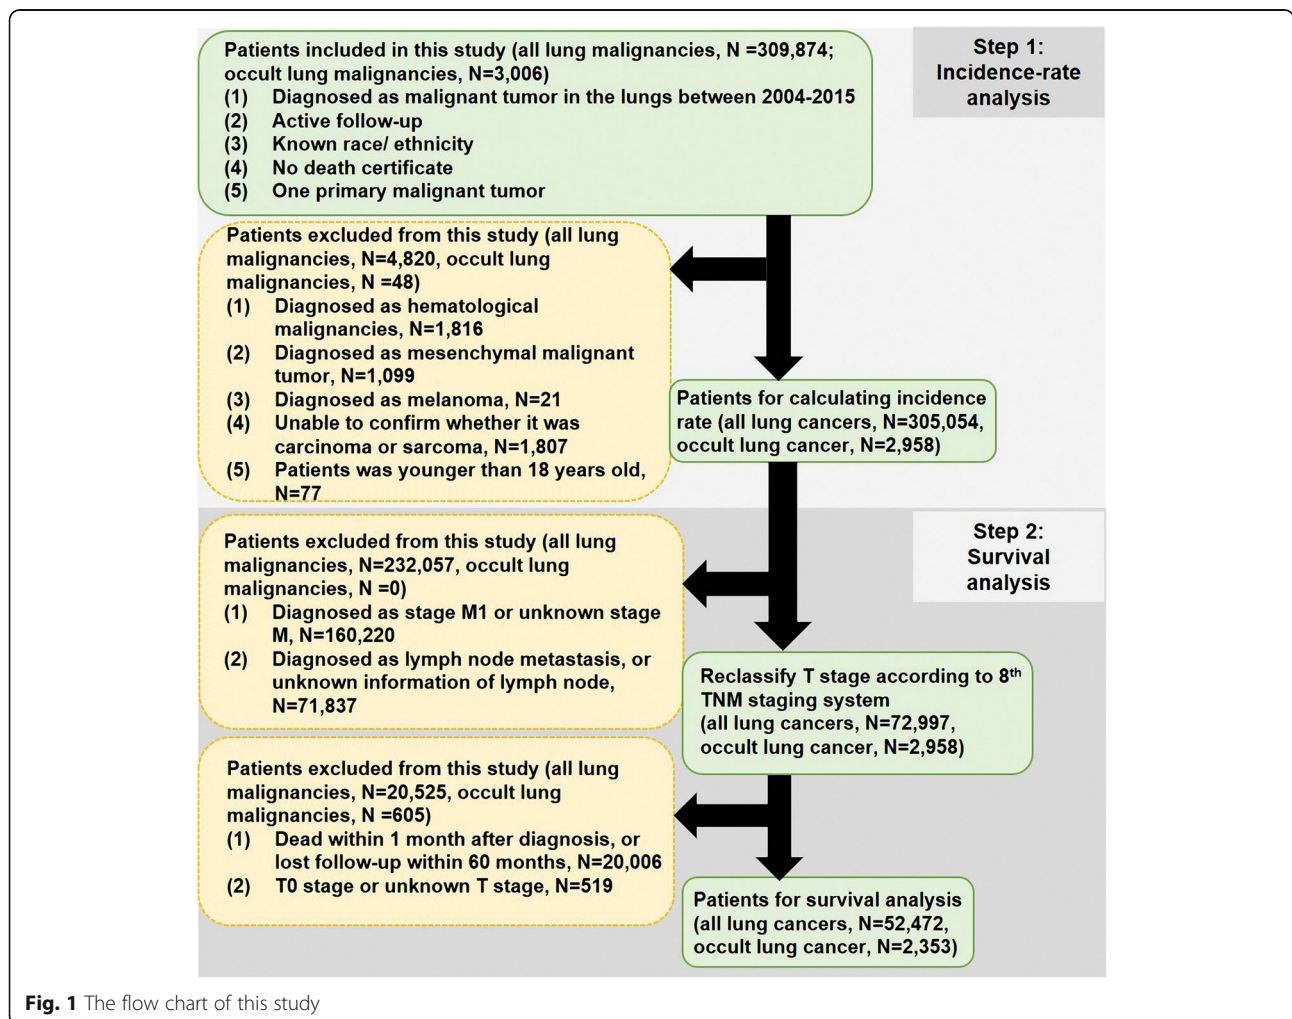 Patients included in this study (all lung malignancies, N =309,874;
occult lung malignancies, N=3,006)
(1) Diagnosed as malignant tumor in the lungs between 2004-2015
(2) Active follow-up
(3) Known race/ ethnicity
(4) No death certificate
(5) One primary malignant tumor
Step 1:
Incidence-rate
analysis
Patients excluded from this study (all lung
malignancies, N=4,820, occult lung
malignancies, N =48)
(1) Diagnosed as hematological
malignancies, N=1,816
(2) Diagnosed as mesenchymal malignant
tumor, N=1,099
(3) Diagnosed as melanoma, N=21
(4) Unable to confirm whether it was
carcinoma or sarcoma, N=1,807
(5) Patients was younger than 18 years old,
N=77
Patients for calculating incidence
rate (all lung cancers, N=305,054,
occult lung cancer, N=2,958)
Step 2:
Survival
analysis
Patients excluded from this study (all lung
malignancies, N=232,057, occult lung
malignancies, N =0)
(1) Diagnosed as stage M1 or unknown stage
M, N=160,220
(2) Diagnosed as lymph node metastasis, or
unknown information of lymph node,
N=71,837
Reclassify T stage according to 8th
TNM staging system
(all lung cancers, N=72,997,
occult lung cancer, N=2,958)
Patients excluded from this study (all lung
malignancies, N=20,525, occult lung
malignancies, N =605)
(1) Dead within 1 month after diagnosis, or
lost follow-up within 60 months, N=20,006
(2) T0 stage or unknown T stage, N=519
Patients for survival analysis
(all lung cancers, N=52,472,
occult lung cancer, N=2,353)
Fig. 1 The flow chart of this study